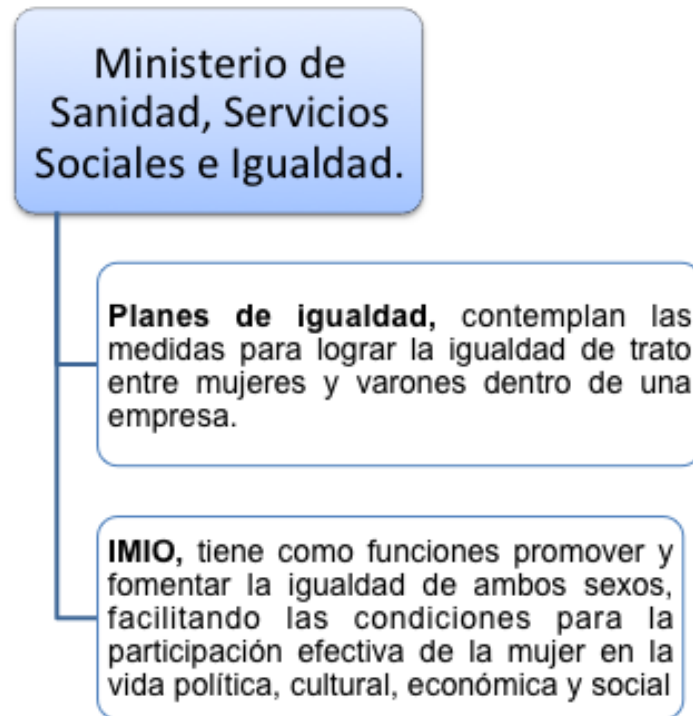 Ministerio de
Sanidad, Servicios
Sociales e Igualdad.
Planes de igualdad, contemplan las
medidas para lograr la igualdad de trato
entre mujeres y varones dentro de una
empresa.
IMIO, tiene como funciones promover y
fomentar la igualdad de ambos sexos,
facilitando las condiciones para la
participación efectiva de la mujer en la
vida política, cultural, económica y social